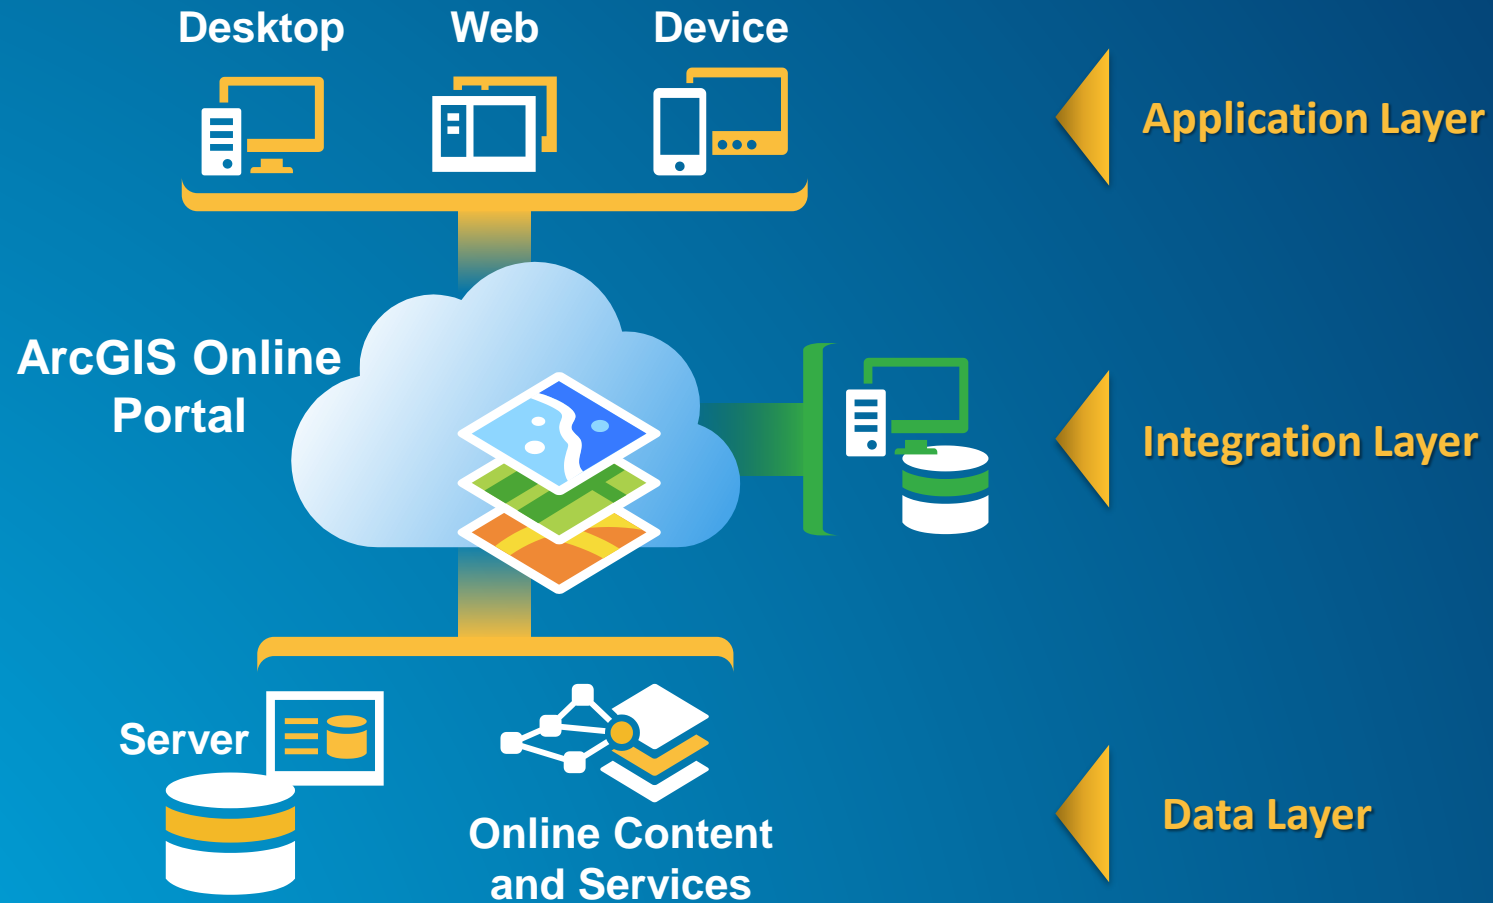 Desktop
Web
Device
Application Layer
ArcGIS Online
Portal
Integration Layer
Server
Online Content
and Services
Data Layer